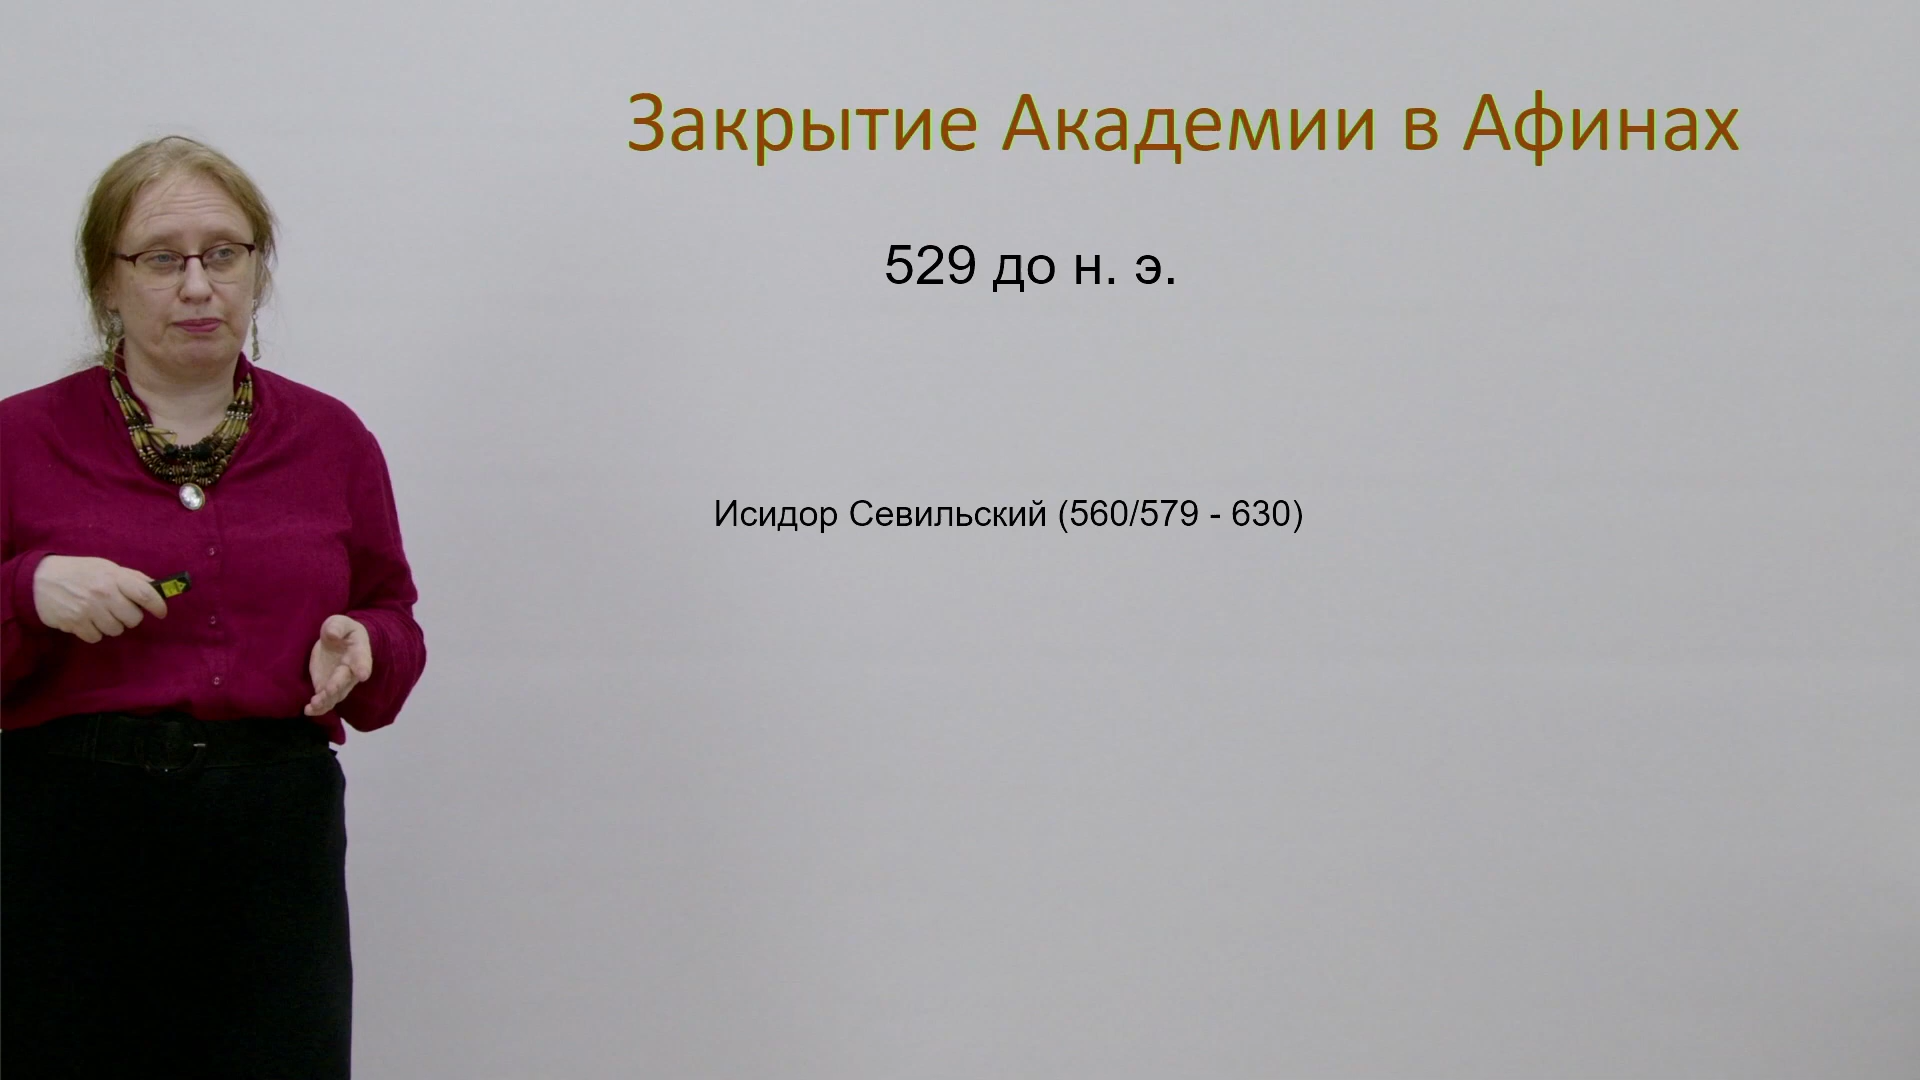 Закрытие Академии в Афинах
529 до н. э.
Исидор Севильский (560/579 - 630)